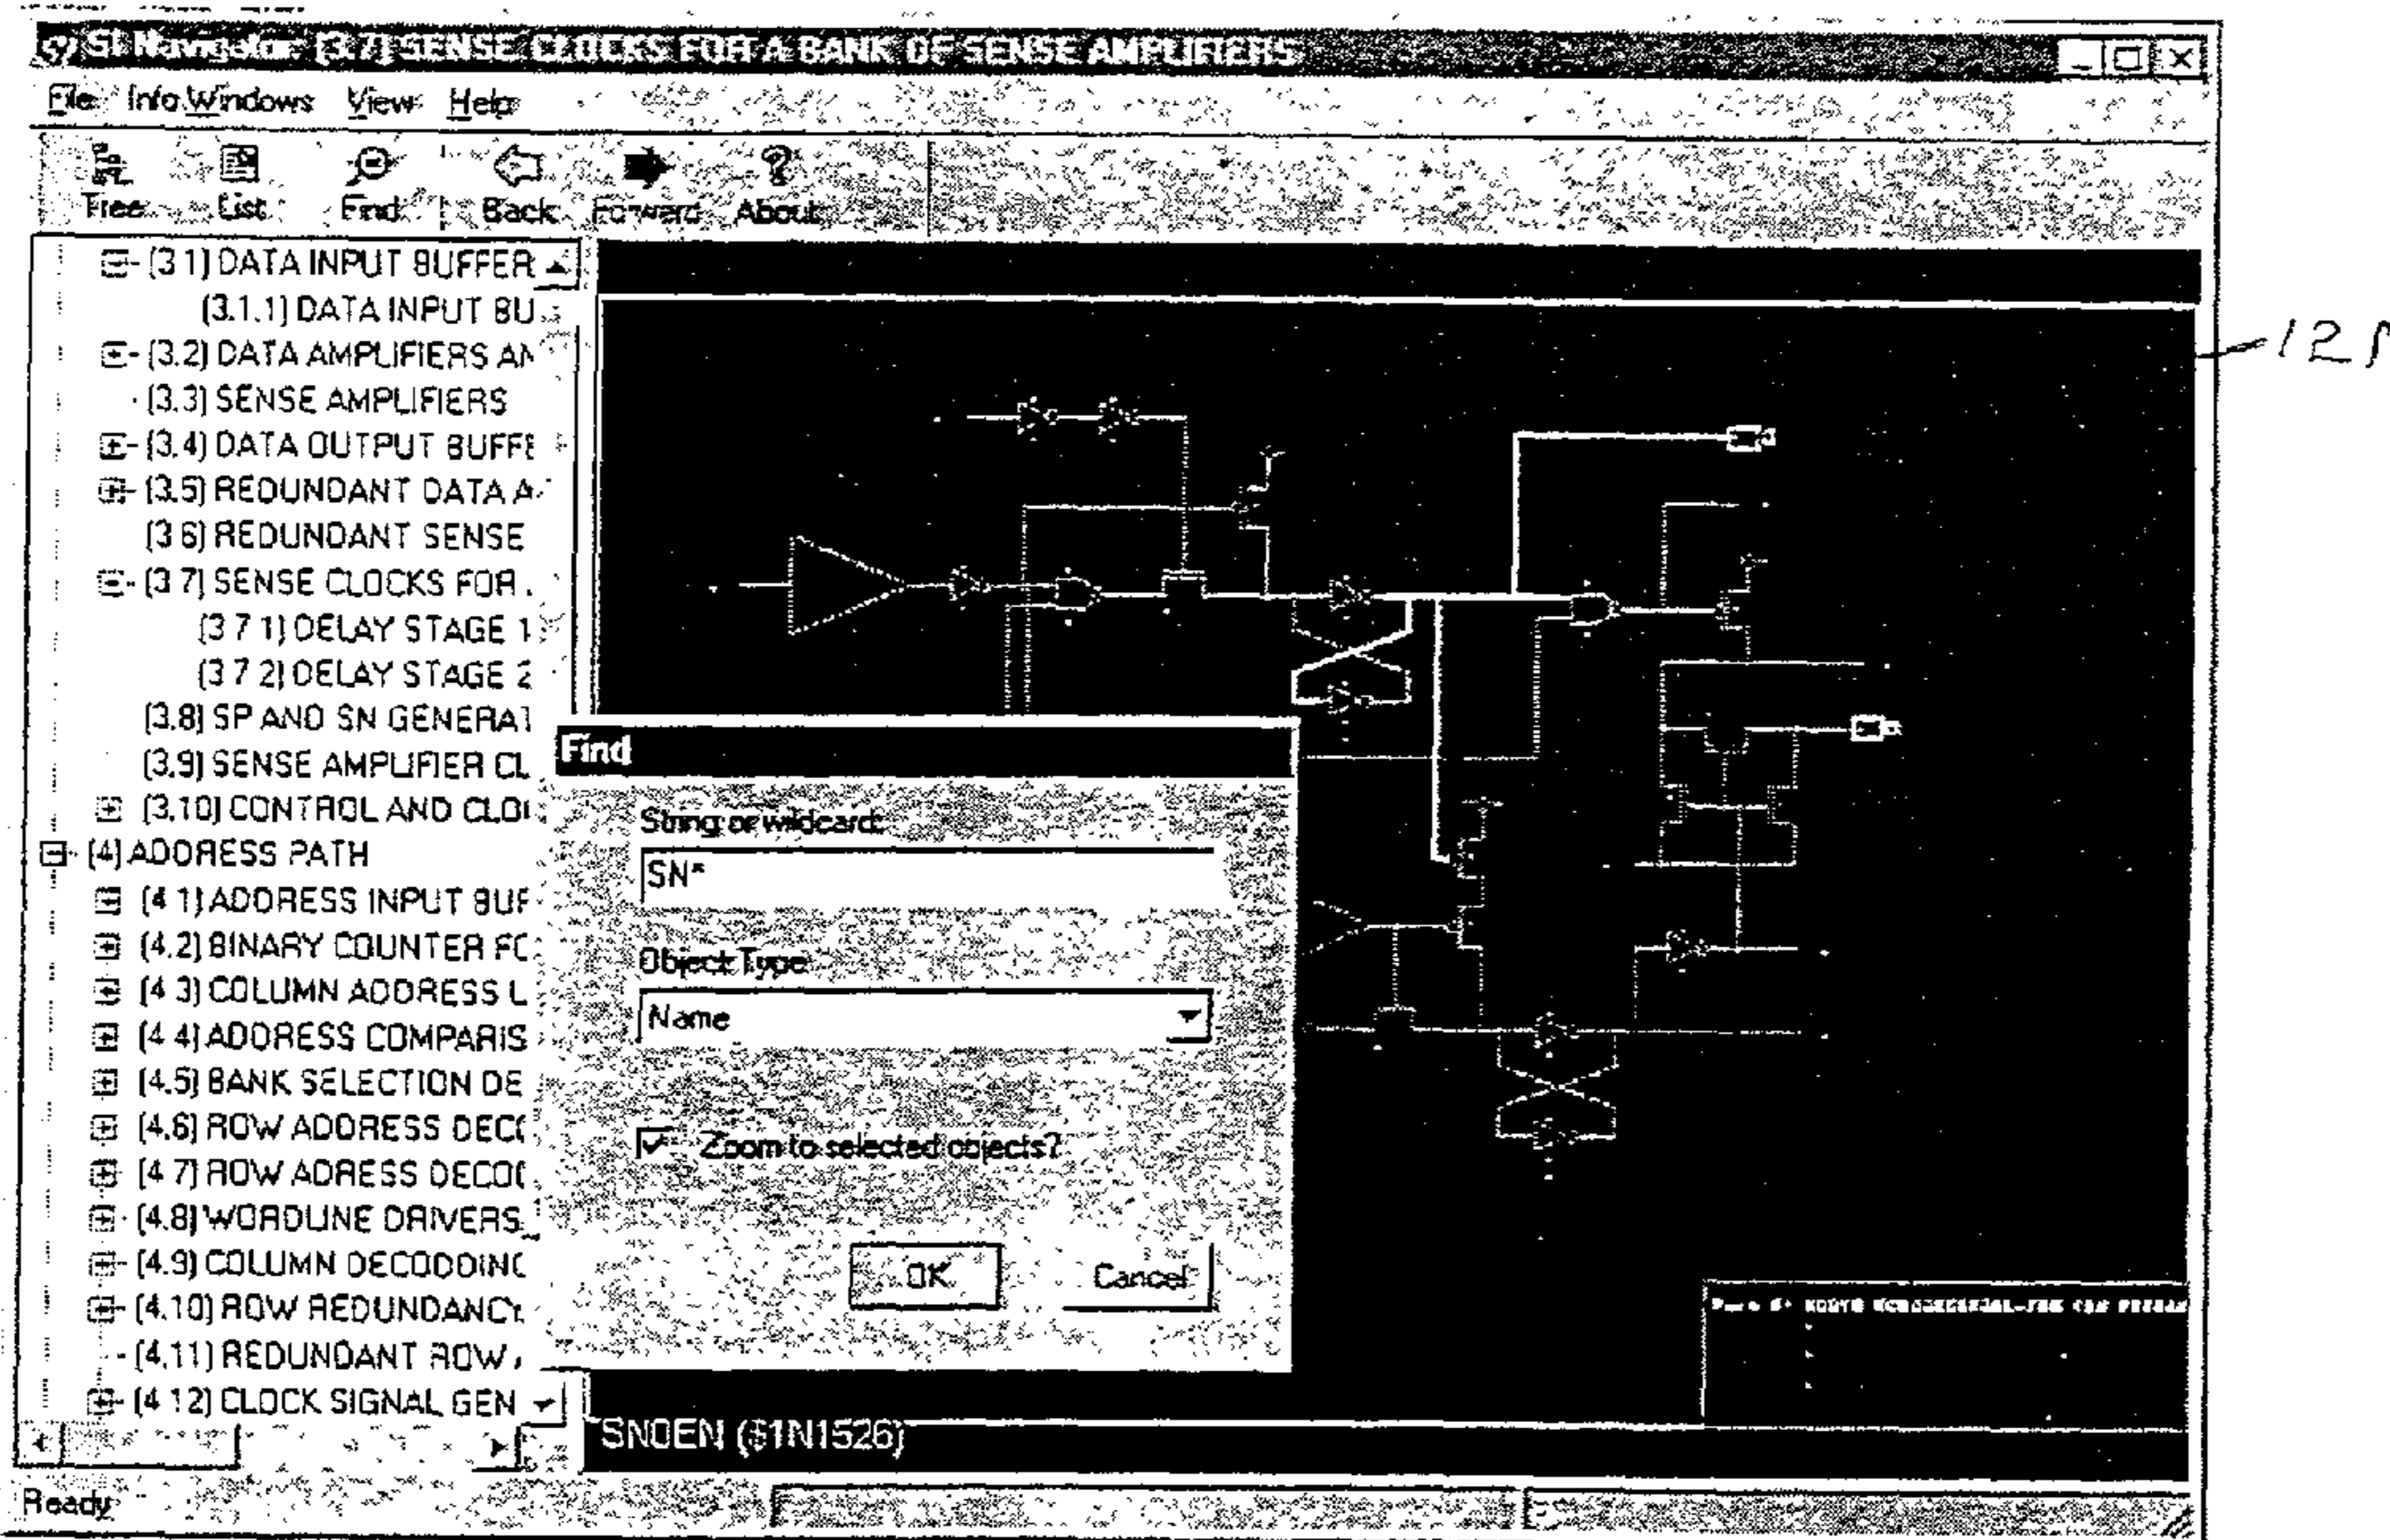 SI Navigator- [3.7] SENSE CLOCKS FOR A BANK OF SENSE AMPLIFIERS
File Info Windows View Help
Tree List Find Back Forward About
[3 1] DATA INPUT BUFFER
[3.1.1] DATA INPUT BU
[3.2] DATA AMPLIFIERS AN
[3.3] SENSE AMPLIFIERS
[3.4] DATA OUTPUT BUFFE
[3.5] REDUNDANT DATA A
[3 6] REDUNDANT SENSE
[3 7] SENSE CLOCKS FOR
[3 7 1] DELAY STAGE 1
[3 7 2] DELAY STAGE 2
[3.8] SP AND SN GENERAT
[3.9] SENSE AMPLIFIER CL
[3.10] CONTROL AND CLO
[4] ADDRESS PATH
[4 1] ADDRESS INPUT BUF
[4.2] BINARY COUNTER FO
[4 3] COLUMN ADDRESS L
[4 4] ADDRESS COMPARIS
[4.5] BANK SELECTION DE
[4.6] ROW ADDRESS DECO
[4 7] ROW ADRESS DECOD
[4.8] WORDLINE DRIVERS
[4.9] COLUMN DECODDING
[4.10] ROW REDUNDANCY
[4.11] REDUNDANT ROW
[4 12] CLOCK SIGNAL GEN
Find
String or wildcard:
SN*
Object Type
Name
Zoom to selected objects?
OK Cancel
SNOEN ($1N1526)
Ready